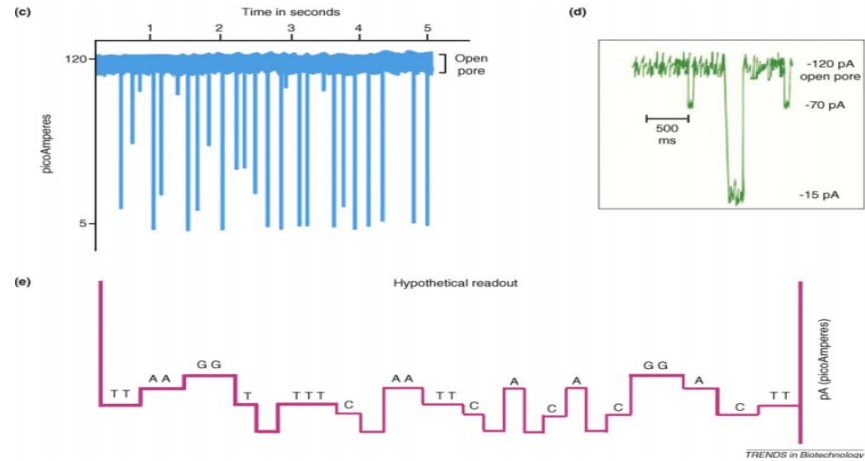 (c)
Time in seconds
1 2 3 4 5
120
Open
pore
picoAmperes
5
(d)
-120 pA
open pore
-70 pA
500
ms
-15 pA
(e)
Hypothetical readout
T T A A G G T T T T C A A T T C A C A C G G A C T T
pA (picoAmperes)
TRENDS in Biotechnology